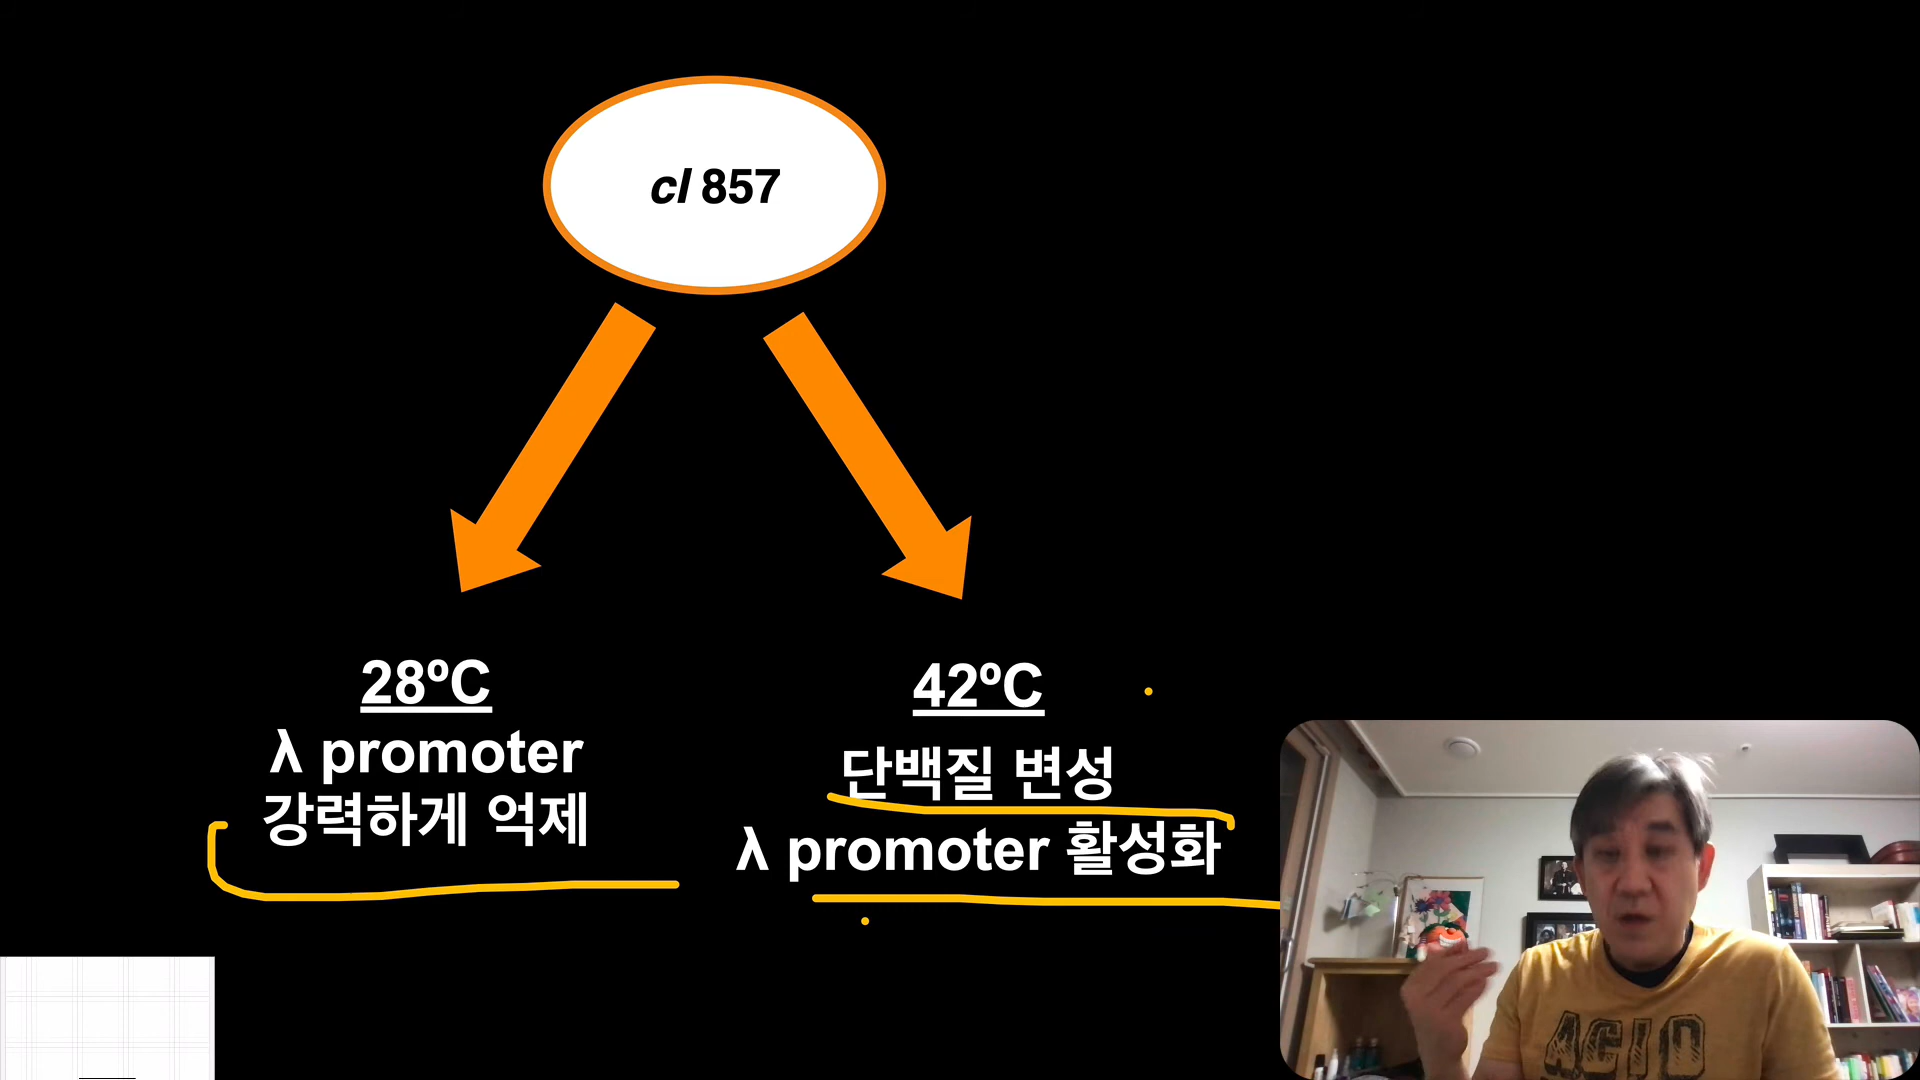 cI 857
28ºC
λ promoter
강력하게 억제
42ºC
단백질 변성
λ promoter 활성화
ACID